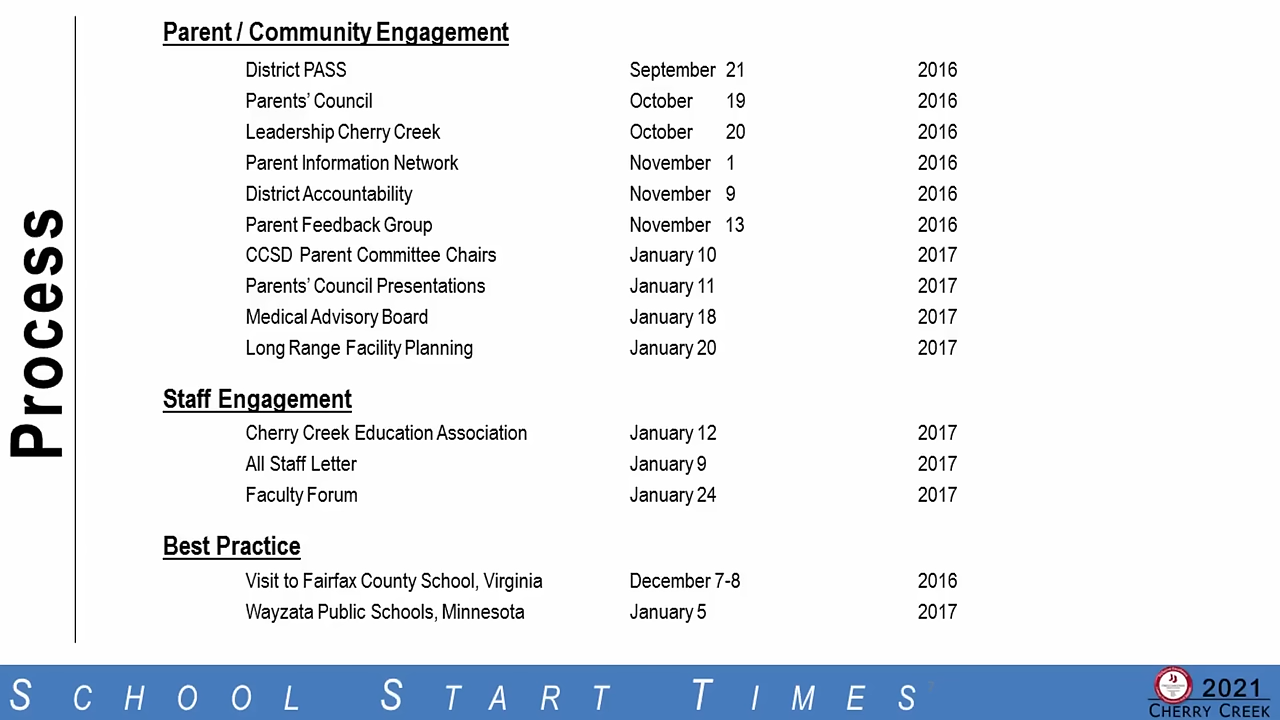 Process
Parent / Community Engagement
District PASS September 21 2016
Parents’ Council October 19 2016
Leadership Cherry Creek October 20 2016
Parent Information Network November 1 2016
District Accountability November 9 2016
Parent Feedback Group November 13 2016
CCSD Parent Committee Chairs January 10 2017
Parents’ Council Presentations January 11 2017
Medical Advisory Board January 18 2017
Long Range Facility Planning January 20 2017
Staff Engagement
Cherry Creek Education Association January 12 2017
All Staff Letter January 9 2017
Faculty Forum January 24 2017
Best Practice
Visit to Fairfax County School, Virginia December 7-8 2016
Wayzata Public Schools, Minnesota January 5 2017
SCHOOL START TIMES
2021
CHERRY CREEK